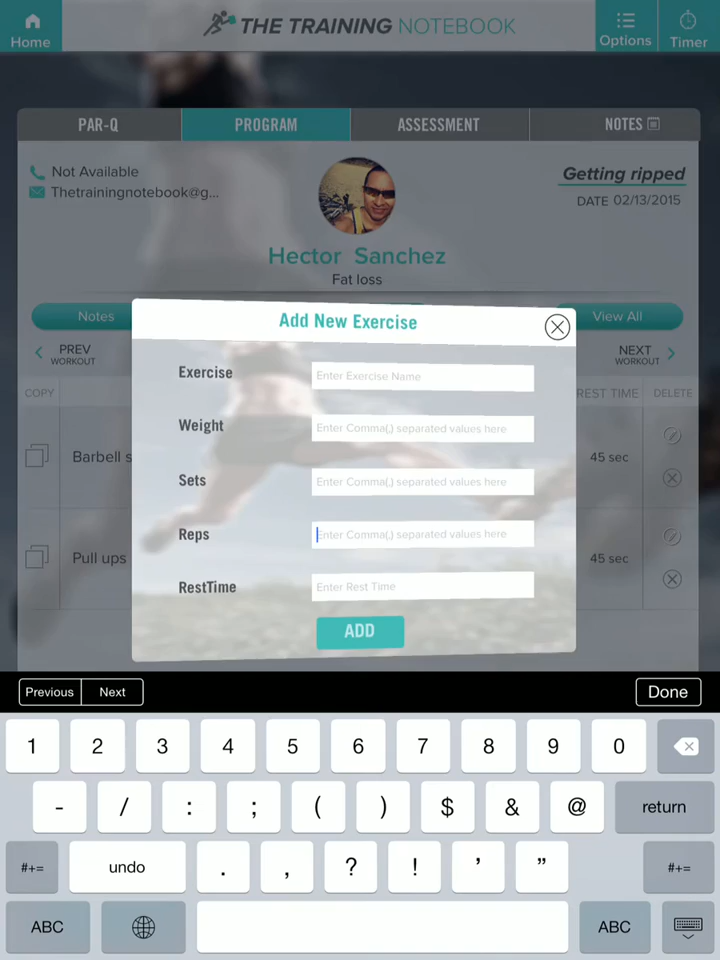 Home
THE TRAINING NOTEBOOK
Options
Timer
PAR-Q
PROGRAM
ASSESSMENT
NOTES
Not Available
Thetrainingnotebook@g...
Getting ripped
DATE 02/13/2015
Hector Sanchez
Fat loss
Notes
View All
PREV
WORKOUT
NEXT
WORKOUT
COPY
REST TIME
DELETE
Barbell s
45 sec
Pull ups
45 sec
Add New Exercise
Exercise
Enter Exercise Name
Weight
Enter Comma(,) separated values here
Sets
Enter Comma(,) separated values here
Reps
Enter Comma(,) separated values here
RestTime
Enter Rest Time
ADD
Previous
Next
Done
1 2 3 4 5 6 7 8 9 0
- / : ; ( ) $ & @ return
#+= undo . , ? ! ' " #+=
ABC ABC